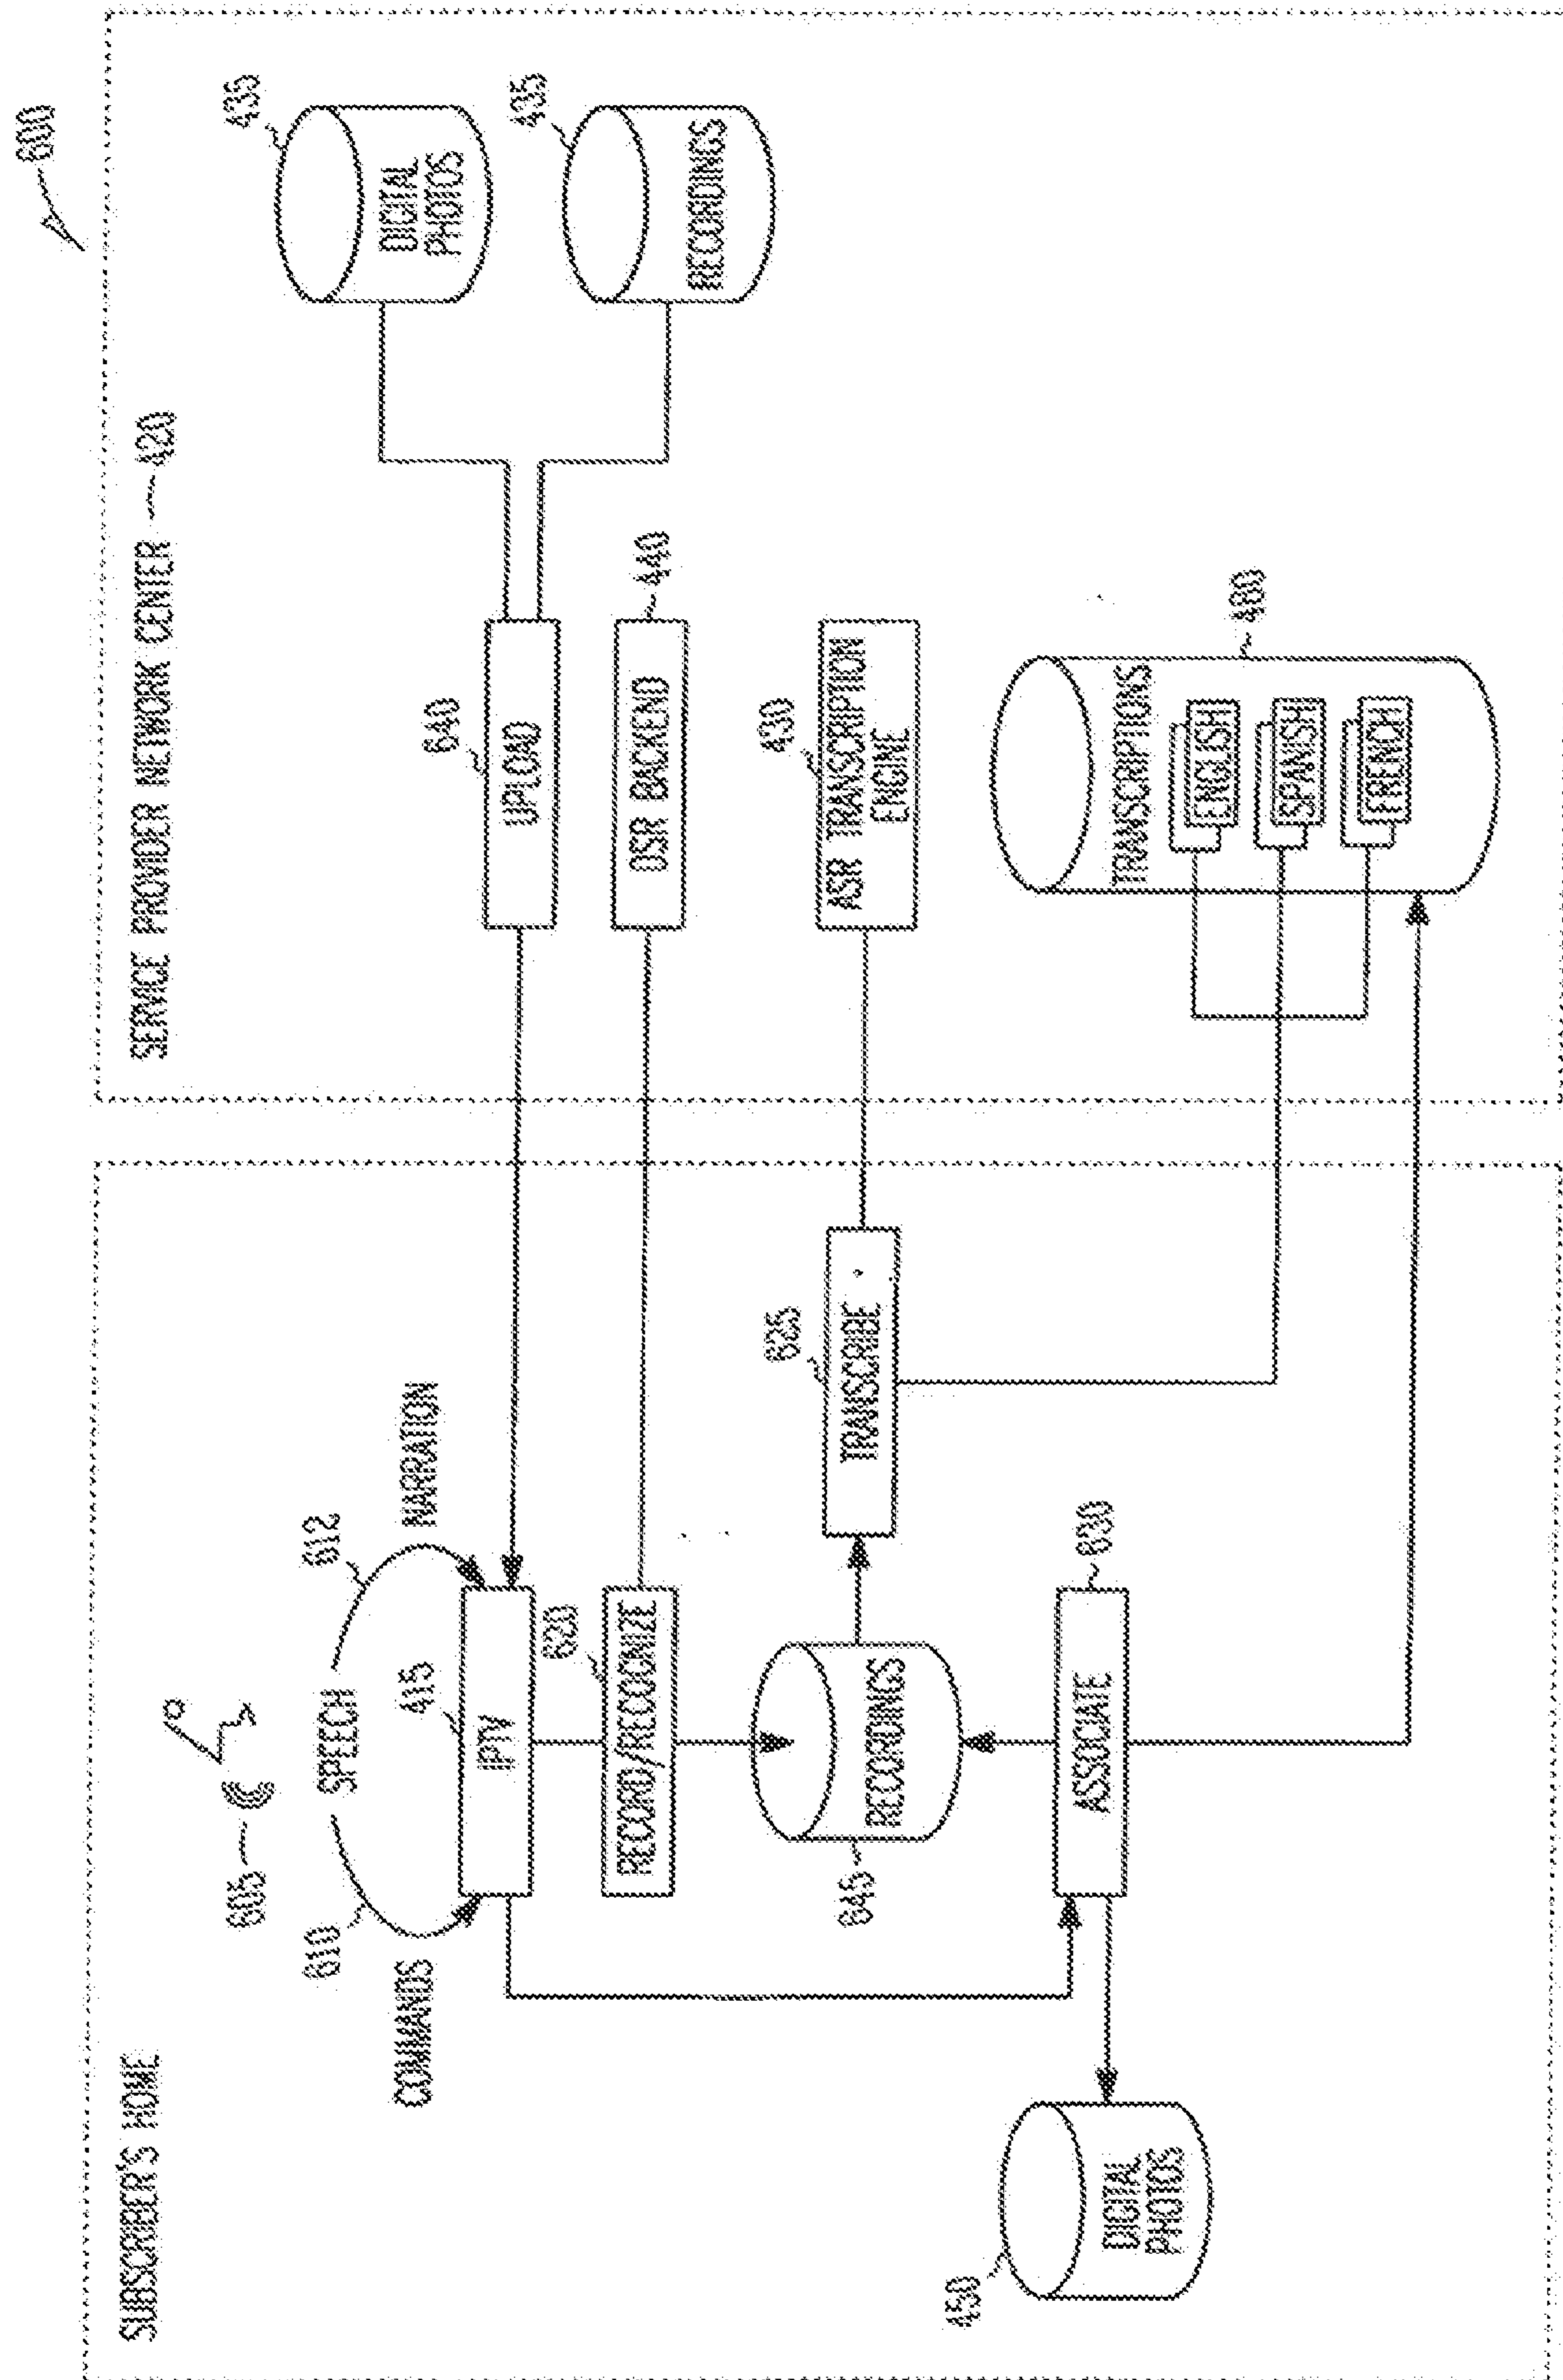 600
SUBSCRIBER'S HOME
SERVICE PROVIDER NETWORK CENTER 420
605
610
SPEECH
612
COMMANDS
NARRATION
415
IPTV
620
RECORD/RECOGNIZE
645
RECORDINGS
625
TRANSCRIBE
ASSOCIATE
630
450
DIGITAL
PHOTOS
640
UPLOAD
DSR BACKEND
440
430
ASR TRANSCRIPTION
ENGINE
TRANSCRIPTIONS
460
ENGLISH
SPANISH
FRENCH
435
DIGITAL
PHOTOS
435
RECORDINGS